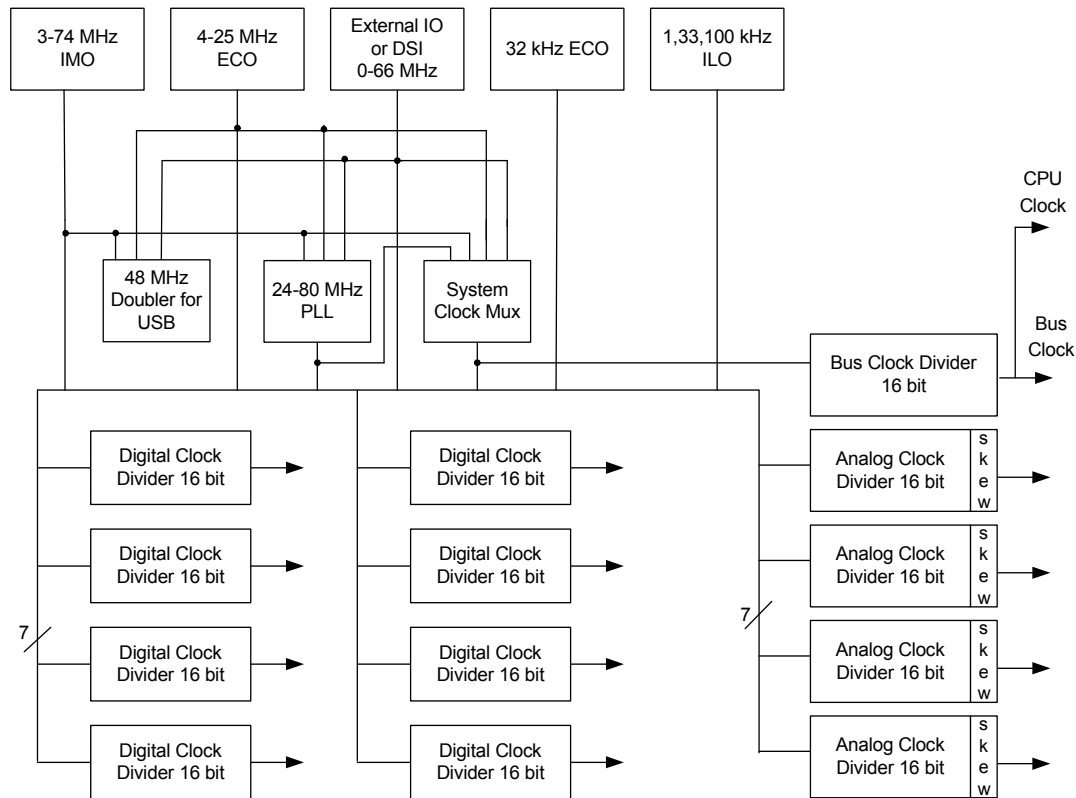 3-74 MHz
IMO
4-25 MHz
ECO
External IO
or DSI
0-66 MHz
32 kHz ECO
1,33,100 kHz
ILO
CPU
Clock
48 MHz
Doubler for
USB
24-80 MHz
PLL
System
Clock Mux
Bus
Clock
Bus Clock Divider
16 bit
Digital Clock
Divider 16 bit
Digital Clock
Divider 16 bit
Analog Clock
Divider 16 bit
s
k
e
w
Digital Clock
Divider 16 bit
Digital Clock
Divider 16 bit
Analog Clock
Divider 16 bit
s
k
e
w
7
7
Digital Clock
Divider 16 bit
Digital Clock
Divider 16 bit
Analog Clock
Divider 16 bit
s
k
e
w
Digital Clock
Divider 16 bit
Digital Clock
Divider 16 bit
Analog Clock
Divider 16 bit
s
k
e
w